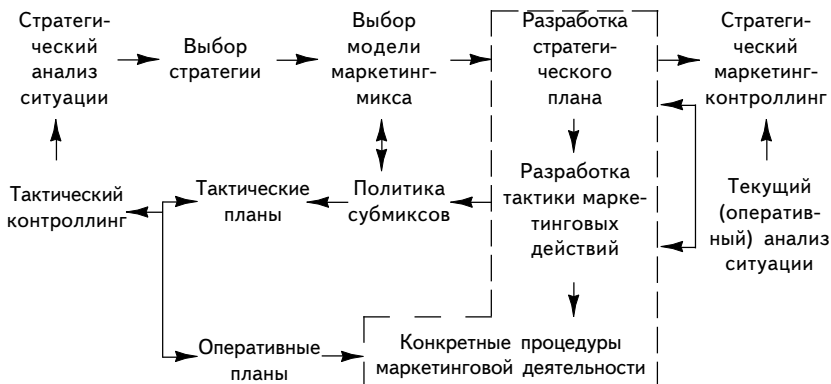 Стратеги-
ческий
анализ
ситуации
Выбор
стратегии
Выбор
модели
маркетинг-
микса
Разработка
стратеги-
ческого
плана
Стратеги-
ческий
маркетинг-
контроллинг
Тактический
контроллинг
Тактические
планы
Политика
субмиксов
Разработка
тактики марке-
тинговых
действий
Текущий
(оператив-
ный) анализ
ситуации
Оперативные
планы
Конкретные процедуры
маркетинговой деятельности